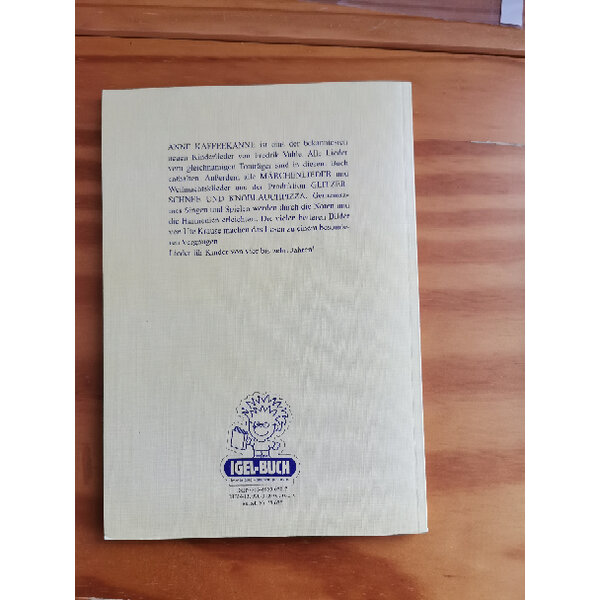 ANNE KAFFEEKANNE ist eins der bekanntesten
neuen Kinderlieder von Fredrik Vahle. Alle Lieder
vom gleichnamigen Tonträger sind in diesem Buch
enthalten. Außerdem alle MÄRCHENLIEDER und
Weihnachtslieder aus der Produktion GLITZER-
SCHNEE UND KNOBLAUCHPIZZA. Gemeinsa-
mes Singen und Spielen werden durch die Noten und
die Harmonien erleichtert. Die vielen heiteren Bilder
von Ute Krause machen das Lesen zu einem besonde-
ren Vergnügen.
Lieder für Kinder von vier bis zehn Jahren!
IGEL-BUCH